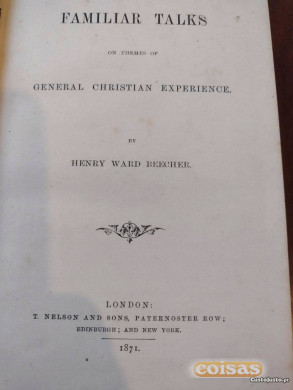 FAMILIAR TALKS
ON THEMES OF
GENERAL CHRISTIAN EXPERIENCE.
BY
HENRY WARD BEECHER.
LONDON:
T. NELSON AND SONS, PATERNOSTER ROW;
EDINBURGH; AND NEW YORK.
1871.
coisas